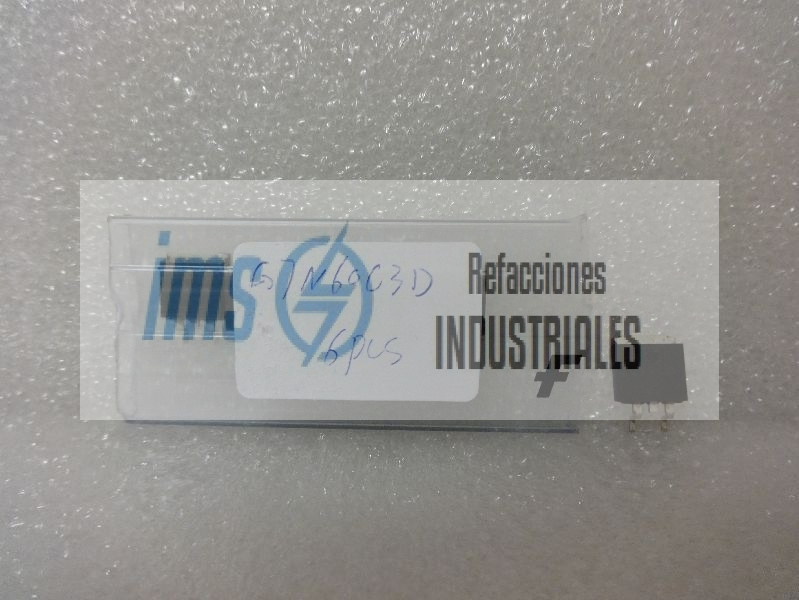 ims
G7N60C3D
Refacciones
INDUSTRIALES
6pcs